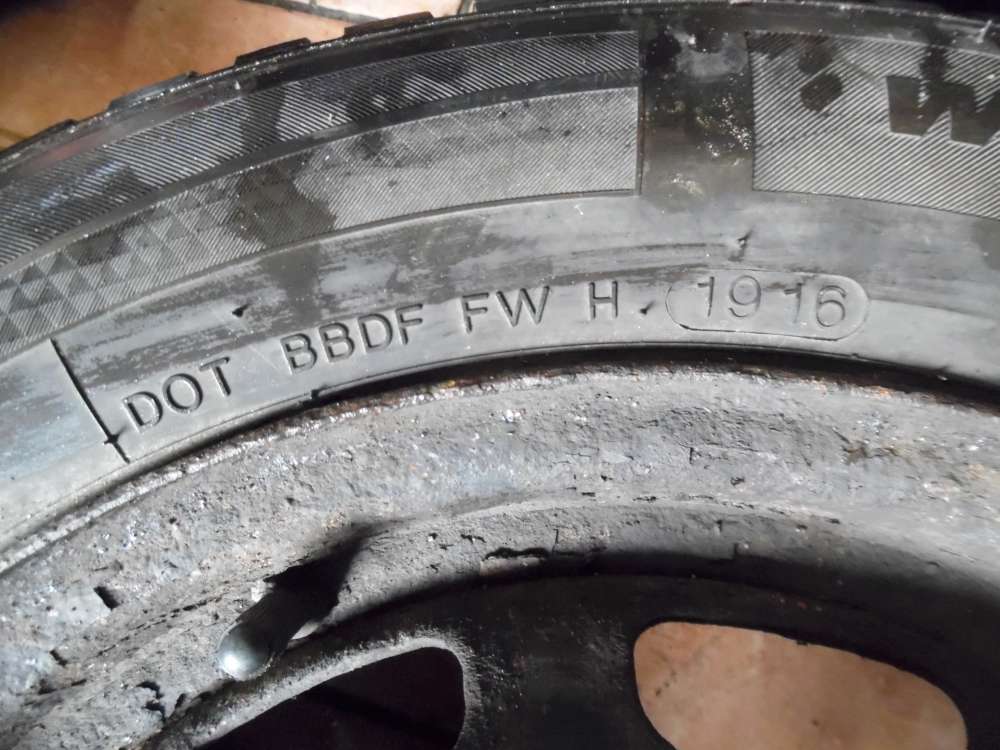 DOT BBDF FW H 1916